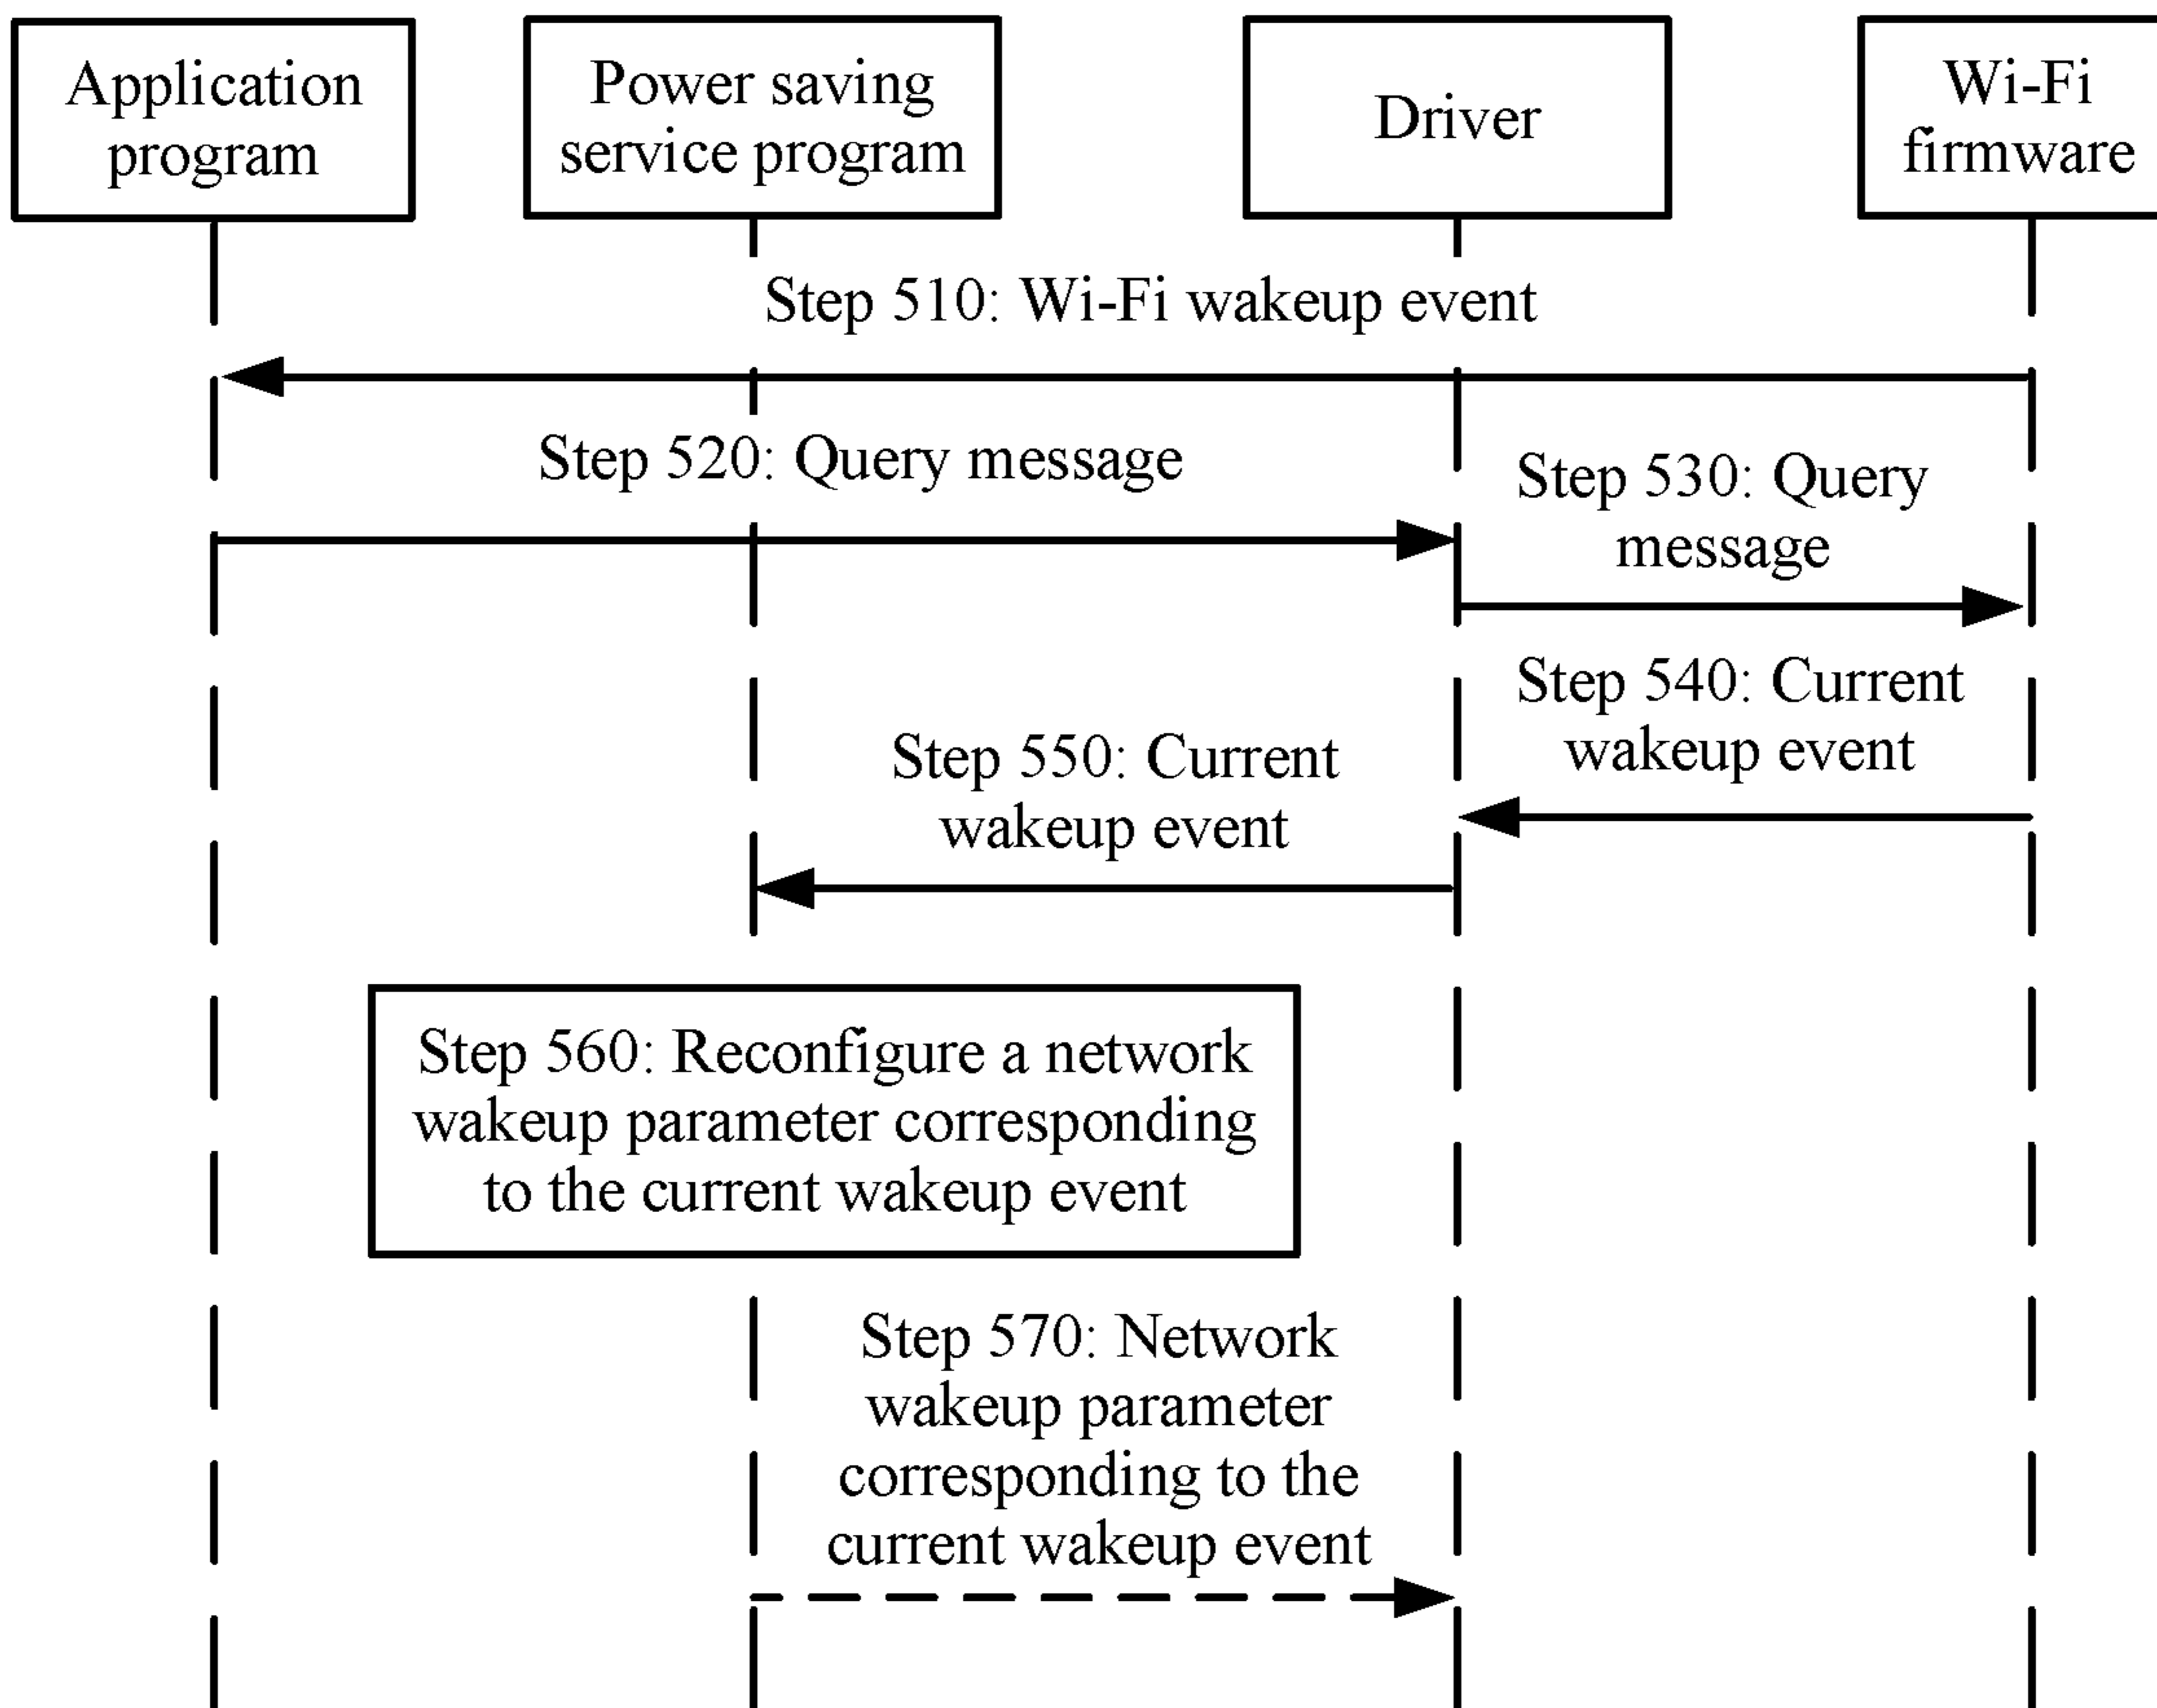 Application
program
Power saving
service program
Driver
Wi-Fi
firmware
Step 510: Wi-Fi wakeup event
Step 520: Query message
Step 530: Query
message
Step 540: Current
wakeup event
Step 550: Current
wakeup event
Step 560: Reconfigure a network
wakeup parameter corresponding
to the current wakeup event
Step 570: Network
wakeup parameter
corresponding to the
current wakeup event